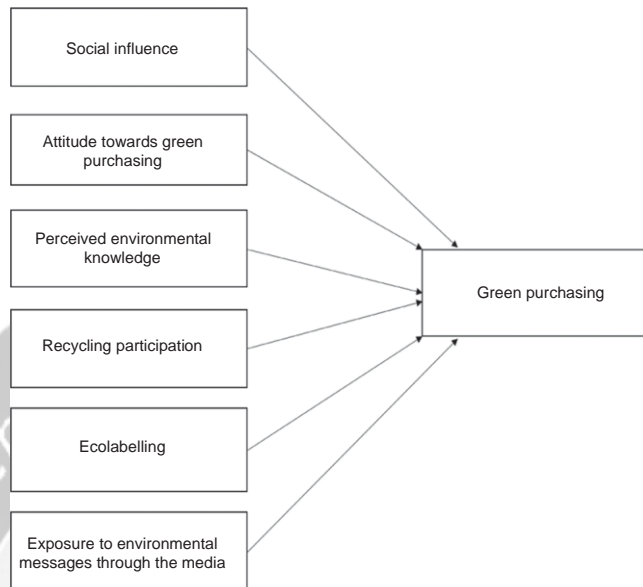 Social influence
Attitude towards green
purchasing
Perceived environmental
knowledge
Green purchasing
Recycling participation
Ecolabelling
Exposure to environmental
messages through the media